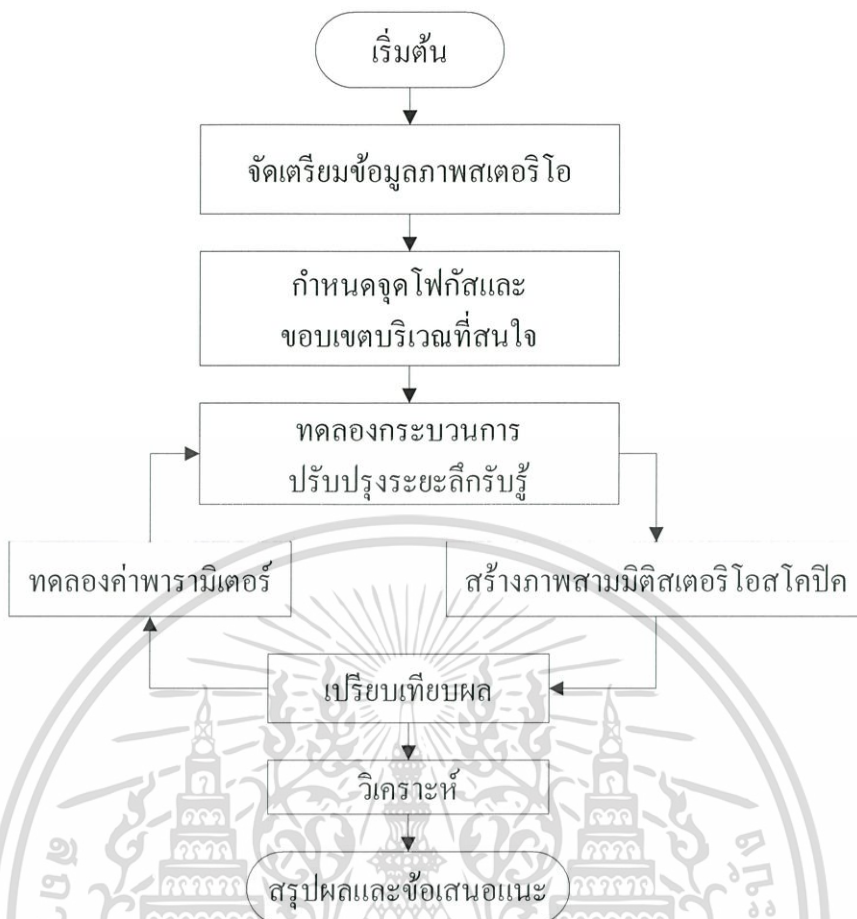 เริ่มต้น
จัดเตรียมข้อมูลภาพสเตอริโอ
กำหนดจุดโฟกัสและ
ขอบเขตบริเวณที่สนใจ
ทดลองกระบวนการ
ปรับปรุงระยะลึกรับรู้
ทดลองค่าพารามิเตอร์
สร้างภาพสามมิติสเตอริโอสโคปิค
เปรียบเทียบผล
วิเคราะห์
สรุปผลและข้อเสนอแนะ